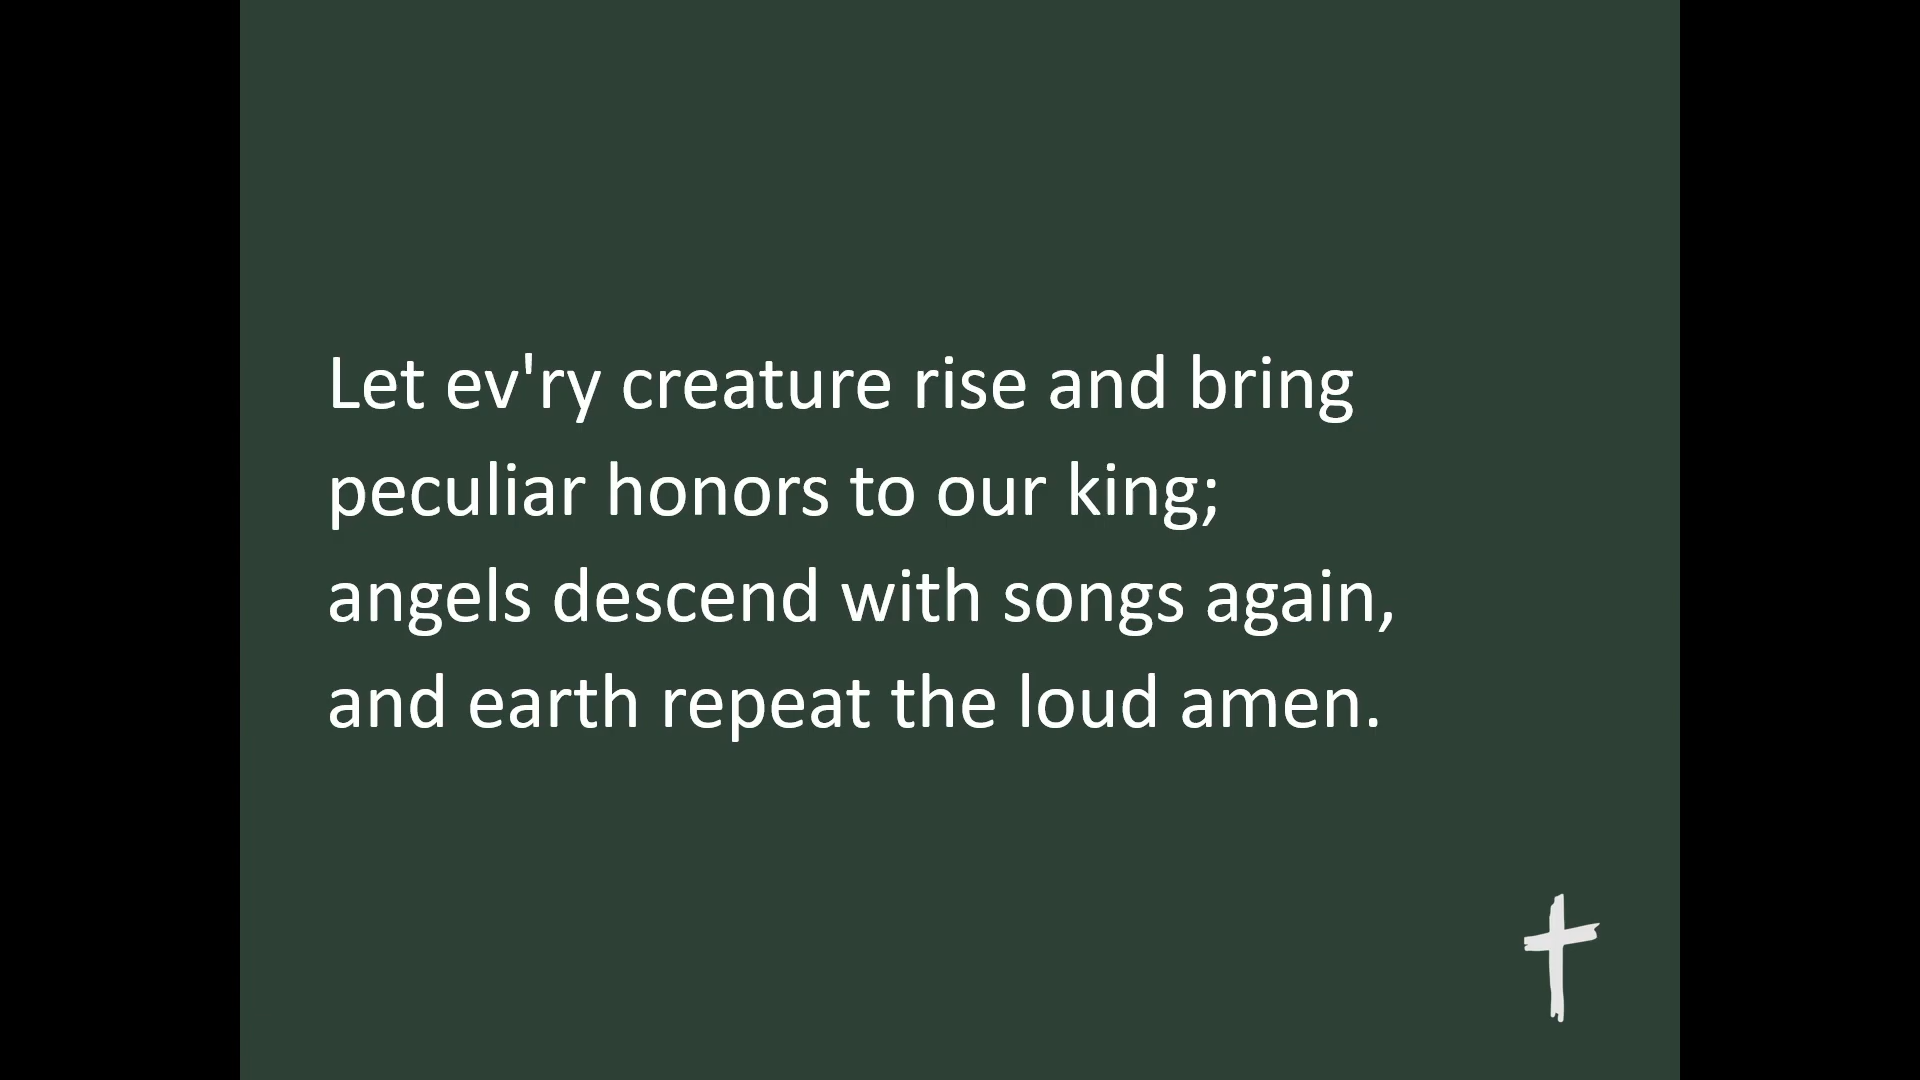 Let ev'ry creature rise and bring
peculiar honors to our king;
angels descend with songs again,
and earth repeat the loud amen.